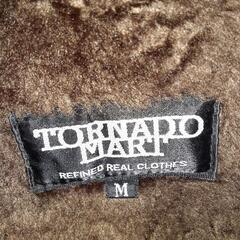 TORNADO
MART
REFINED REAL CLOTHES
M